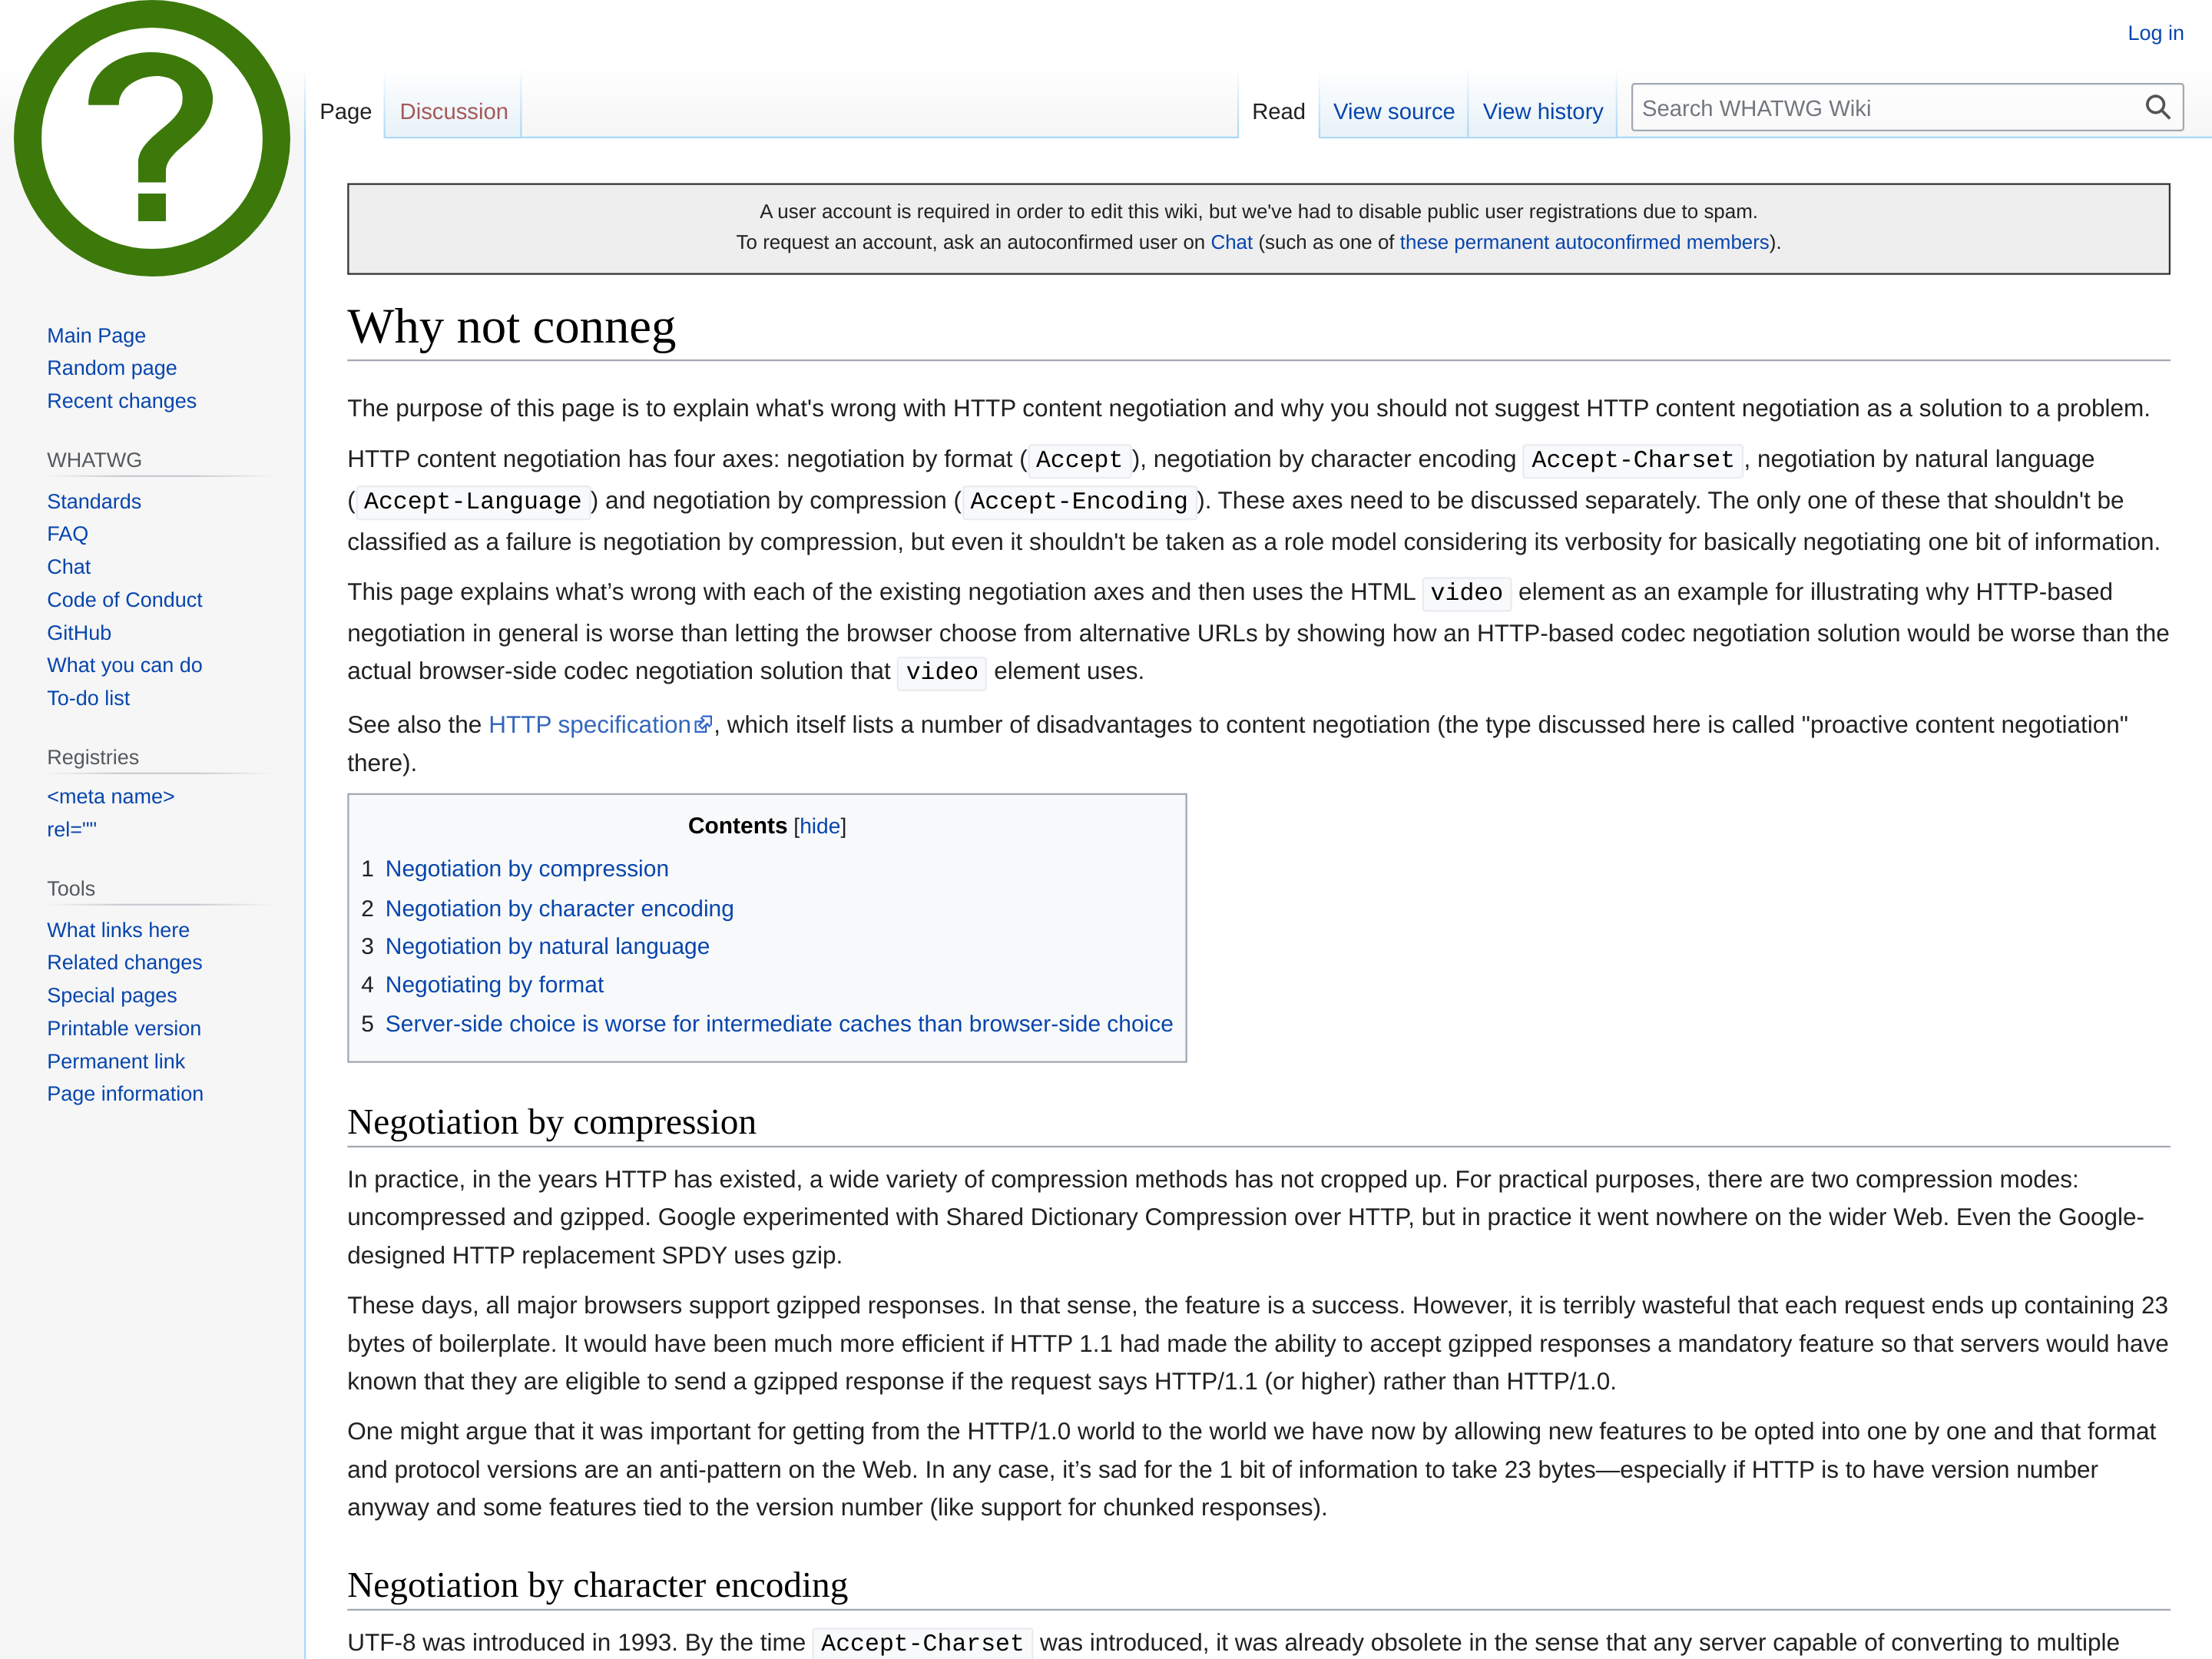 Log in
Page
Discussion
Read
View source
View history
Search WHATWG Wiki
Main Page
Random page
Recent changes
WHATWG
Standards
FAQ
Chat
Code of Conduct
GitHub
What you can do
To-do list
Registries
<meta name>
rel=""
Tools
What links here
Related changes
Special pages
Printable version
Permanent link
Page information
A user account is required in order to edit this wiki, but we've had to disable public user registrations due to spam.
To request an account, ask an autoconfirmed user on Chat (such as one of these permanent autoconfirmed members).
Why not conneg
The purpose of this page is to explain what's wrong with HTTP content negotiation and why you should not suggest HTTP content negotiation as a solution to a problem.
HTTP content negotiation has four axes: negotiation by format (Accept), negotiation by character encoding Accept-Charset, negotiation by natural language
(Accept-Language) and negotiation by compression (Accept-Encoding). These axes need to be discussed separately. The only one of these that shouldn't be
classified as a failure is negotiation by compression, but even it shouldn't be taken as a role model considering its verbosity for basically negotiating one bit of information.
This page explains what’s wrong with each of the existing negotiation axes and then uses the HTML video element as an example for illustrating why HTTP-based
negotiation in general is worse than letting the browser choose from alternative URLs by showing how an HTTP-based codec negotiation solution would be worse than the
actual browser-side codec negotiation solution that video element uses.
See also the HTTP specification, which itself lists a number of disadvantages to content negotiation (the type discussed here is called "proactive content negotiation"
there).
Contents [hide]
1 Negotiation by compression
2 Negotiation by character encoding
3 Negotiation by natural language
4 Negotiating by format
5 Server-side choice is worse for intermediate caches than browser-side choice
Negotiation by compression
In practice, in the years HTTP has existed, a wide variety of compression methods has not cropped up. For practical purposes, there are two compression modes:
uncompressed and gzipped. Google experimented with Shared Dictionary Compression over HTTP, but in practice it went nowhere on the wider Web. Even the Google-
designed HTTP replacement SPDY uses gzip.
These days, all major browsers support gzipped responses. In that sense, the feature is a success. However, it is terribly wasteful that each request ends up containing 23
bytes of boilerplate. It would have been much more efficient if HTTP 1.1 had made the ability to accept gzipped responses a mandatory feature so that servers would have
known that they are eligible to send a gzipped response if the request says HTTP/1.1 (or higher) rather than HTTP/1.0.
One might argue that it was important for getting from the HTTP/1.0 world to the world we have now by allowing new features to be opted into one by one and that format
and protocol versions are an anti-pattern on the Web. In any case, it’s sad for the 1 bit of information to take 23 bytes—especially if HTTP is to have version number
anyway and some features tied to the version number (like support for chunked responses).
Negotiation by character encoding
UTF-8 was introduced in 1993. By the time Accept-Charset was introduced, it was already obsolete in the sense that any server capable of converting to multiple